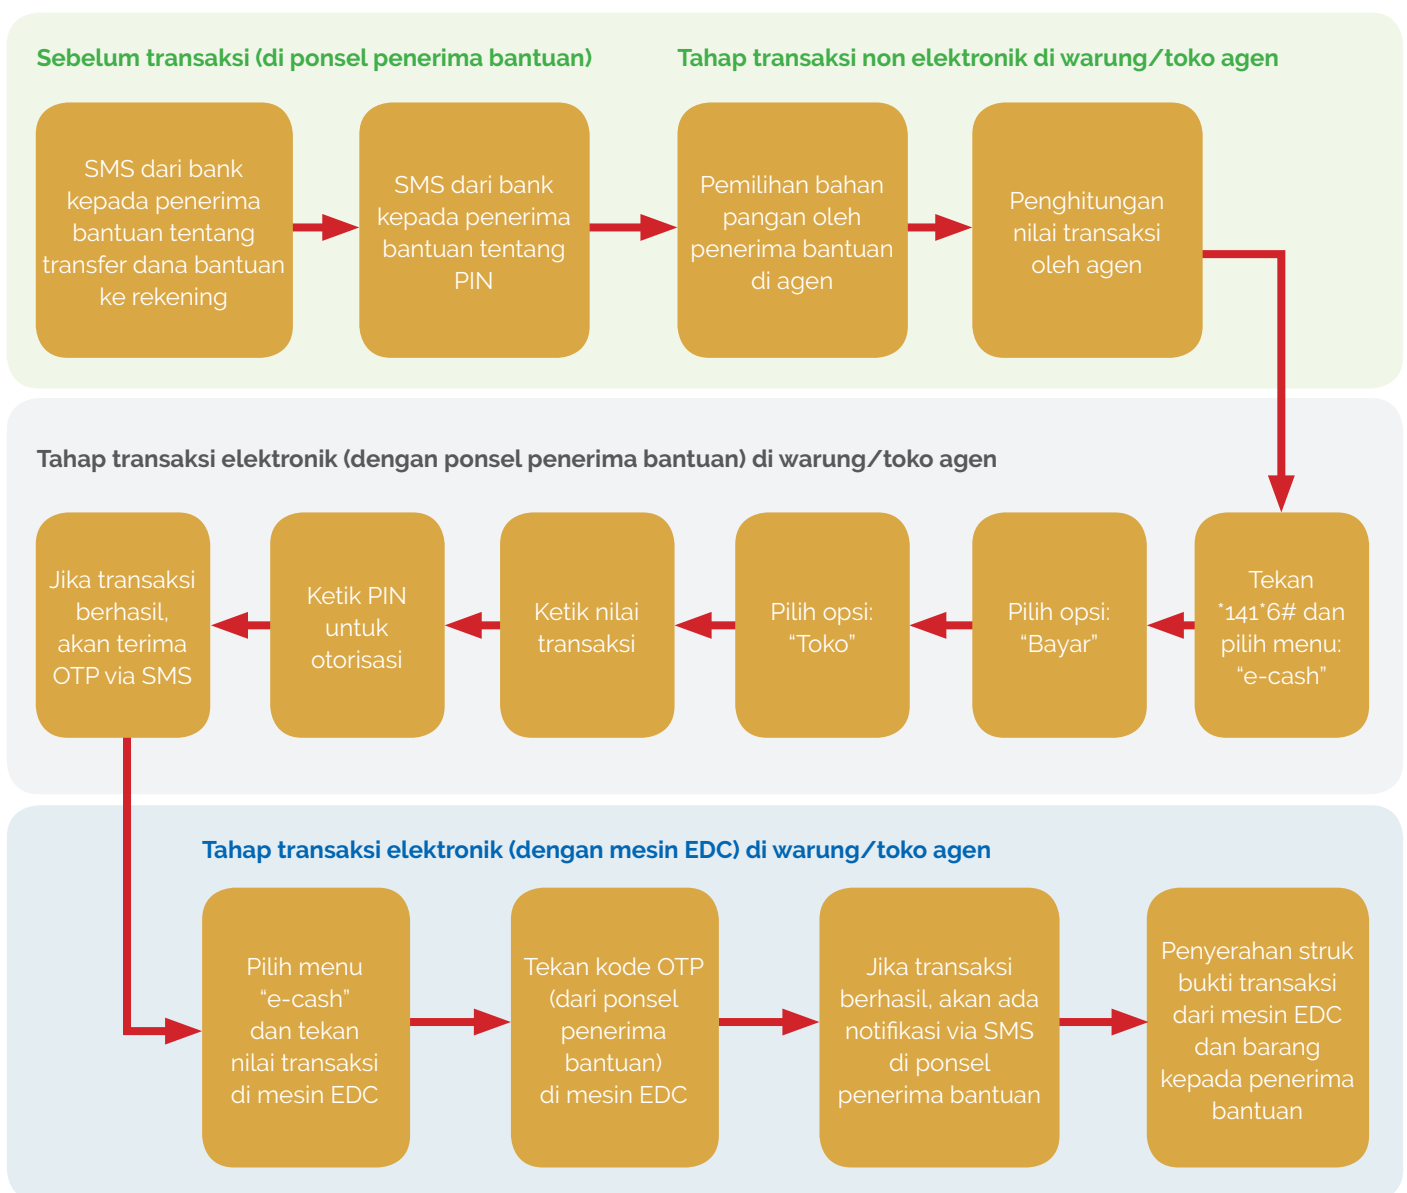 Sebelum transaksi (di ponsel penerima bantuan)
SMS dari bank
kepada penerima
bantuan tentang
transfer dana bantuan
ke rekening
SMS dari bank
kepada penerima
bantuan tentang
PIN
Tahap transaksi non elektronik di warung/toko agen
Pemilihan bahan
pangan oleh
penerima bantuan
di agen
Penghitungan
nilai transaksi
oleh agen
Tahap transaksi elektronik (dengan ponsel penerima bantuan) di warung/toko agen
Tekan
*141*6# dan
pilih menu:
“e-cash”
Pilih opsi:
“Bayar”
Pilih opsi:
“Toko”
Ketik nilai
transaksi
Ketik PIN
untuk
otorisasi
Jika transaksi
berhasil,
akan terima
OTP via SMS
Tahap transaksi elektronik (dengan mesin EDC) di warung/toko agen
Pilih menu
“e-cash”
dan tekan
nilai transaksi
di mesin EDC
Tekan kode OTP
(dari ponsel
penerima
bantuan)
di mesin EDC
Jika transaksi
berhasil, akan ada
notifikasi via SMS
di ponsel
penerima bantuan
Penyerahan struk
bukti transaksi
dari mesin EDC
dan barang
kepada penerima
bantuan